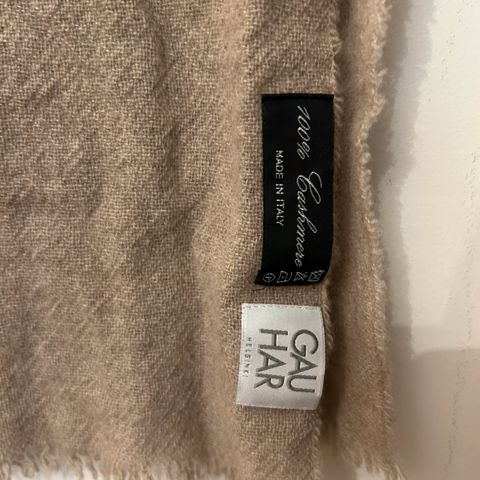 100% Cashmere
MADE IN ITALY
GAU
HAR
HELSINKI